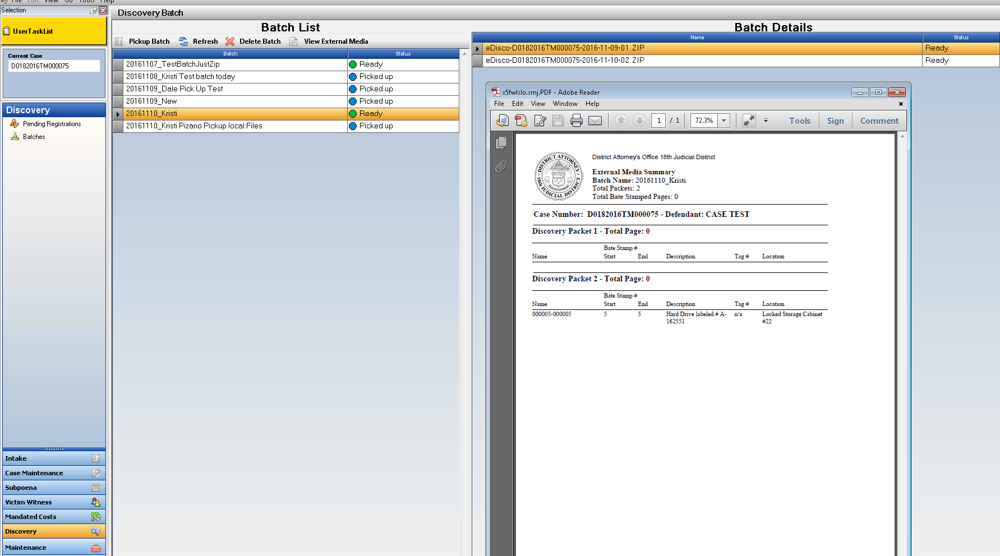 File Edit View Go Tools Help
Selection
UserTaskList
Current Case
D0182016TM000075
Discovery
Pending Registrations
Batches
Intake
Case Maintenance
Subpoena
Victim Witness
Mandated Costs
Discovery
Maintenance
Discovery Batch
Batch List
Pickup Batch Refresh Delete Batch View External Media
Batch Status
20161107_TestBatchJustZip Ready
20161108_Kristi Test batch today Picked up
20161109_Dale Pick Up Test Picked up
20161109_New Picked up
20161110_Kristi Ready
20161110_Kristi Pizano Pickup local Files Picked up
Batch Details
Name Status
eDisco-D0182016TM000075-2016-11-09-01.ZIP Ready
eDisco-D0182016TM000075-2016-11-10-02.ZIP Ready
x5fwlslo.smj.PDF - Adobe Reader
File Edit View Window Help
1 / 1 72.3% Tools Sign Comment
DISTRICT ATTORNEY
18th JUDICIAL DISTRICT
STATE OF COLORADO
District Attorney's Office 18th Judicial District
External Media Summary
Batch Name: 20161110_Kristi
Total Packets: 2
Total Bate Stamped Pages: 0
Case Number: D0182016TM000075 - Defendant: CASE TEST
Discovery Packet 1 - Total Page: 0
Bate Stamp #
Name Start End Description Tag # Location
Discovery Packet 2 - Total Page: 0
Bate Stamp #
Name Start End Description Tag # Location
000005-000005 5 5 Hard Drive labeled # A- n/a Locked Storage Cabinet
162551 #22